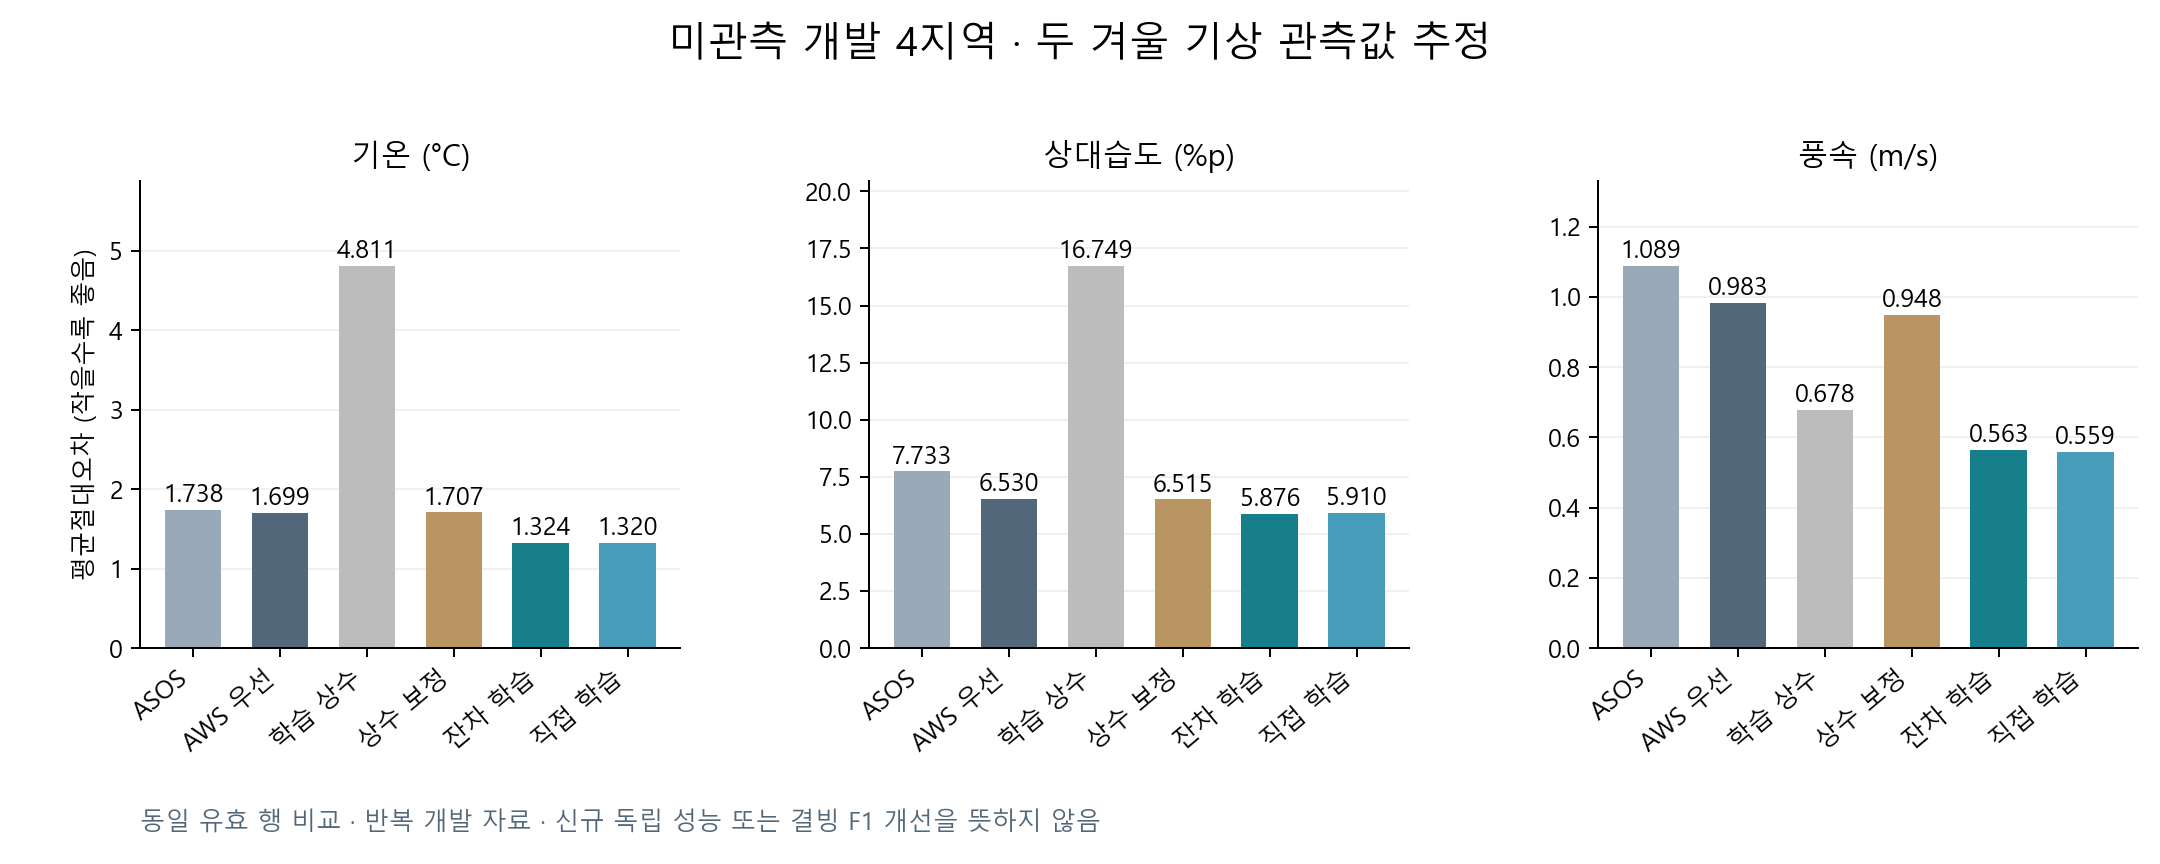 미관측 개발 4지역 · 두 겨울 기상 관측값 추정
기온 (°C)
평균절대오차 (작을수록 좋음)
5
4
3
2
1
0
1.738
1.699
4.811
1.707
1.324
1.320
ASOS
AWS 우선
학습 상수
상수 보정
잔차 학습
직접 학습
상대습도 (%p)
20.0
17.5
15.0
12.5
10.0
7.5
5.0
2.5
0.0
7.733
6.530
16.749
6.515
5.876
5.910
ASOS
AWS 우선
학습 상수
상수 보정
잔차 학습
직접 학습
풍속 (m/s)
1.2
1.0
0.8
0.6
0.4
0.2
0.0
1.089
0.983
0.678
0.948
0.563
0.559
ASOS
AWS 우선
학습 상수
상수 보정
잔차 학습
직접 학습
동일 유효 행 비교 · 반복 개발 자료 · 신규 독립 성능 또는 결빙 F1 개선을 뜻하지 않음